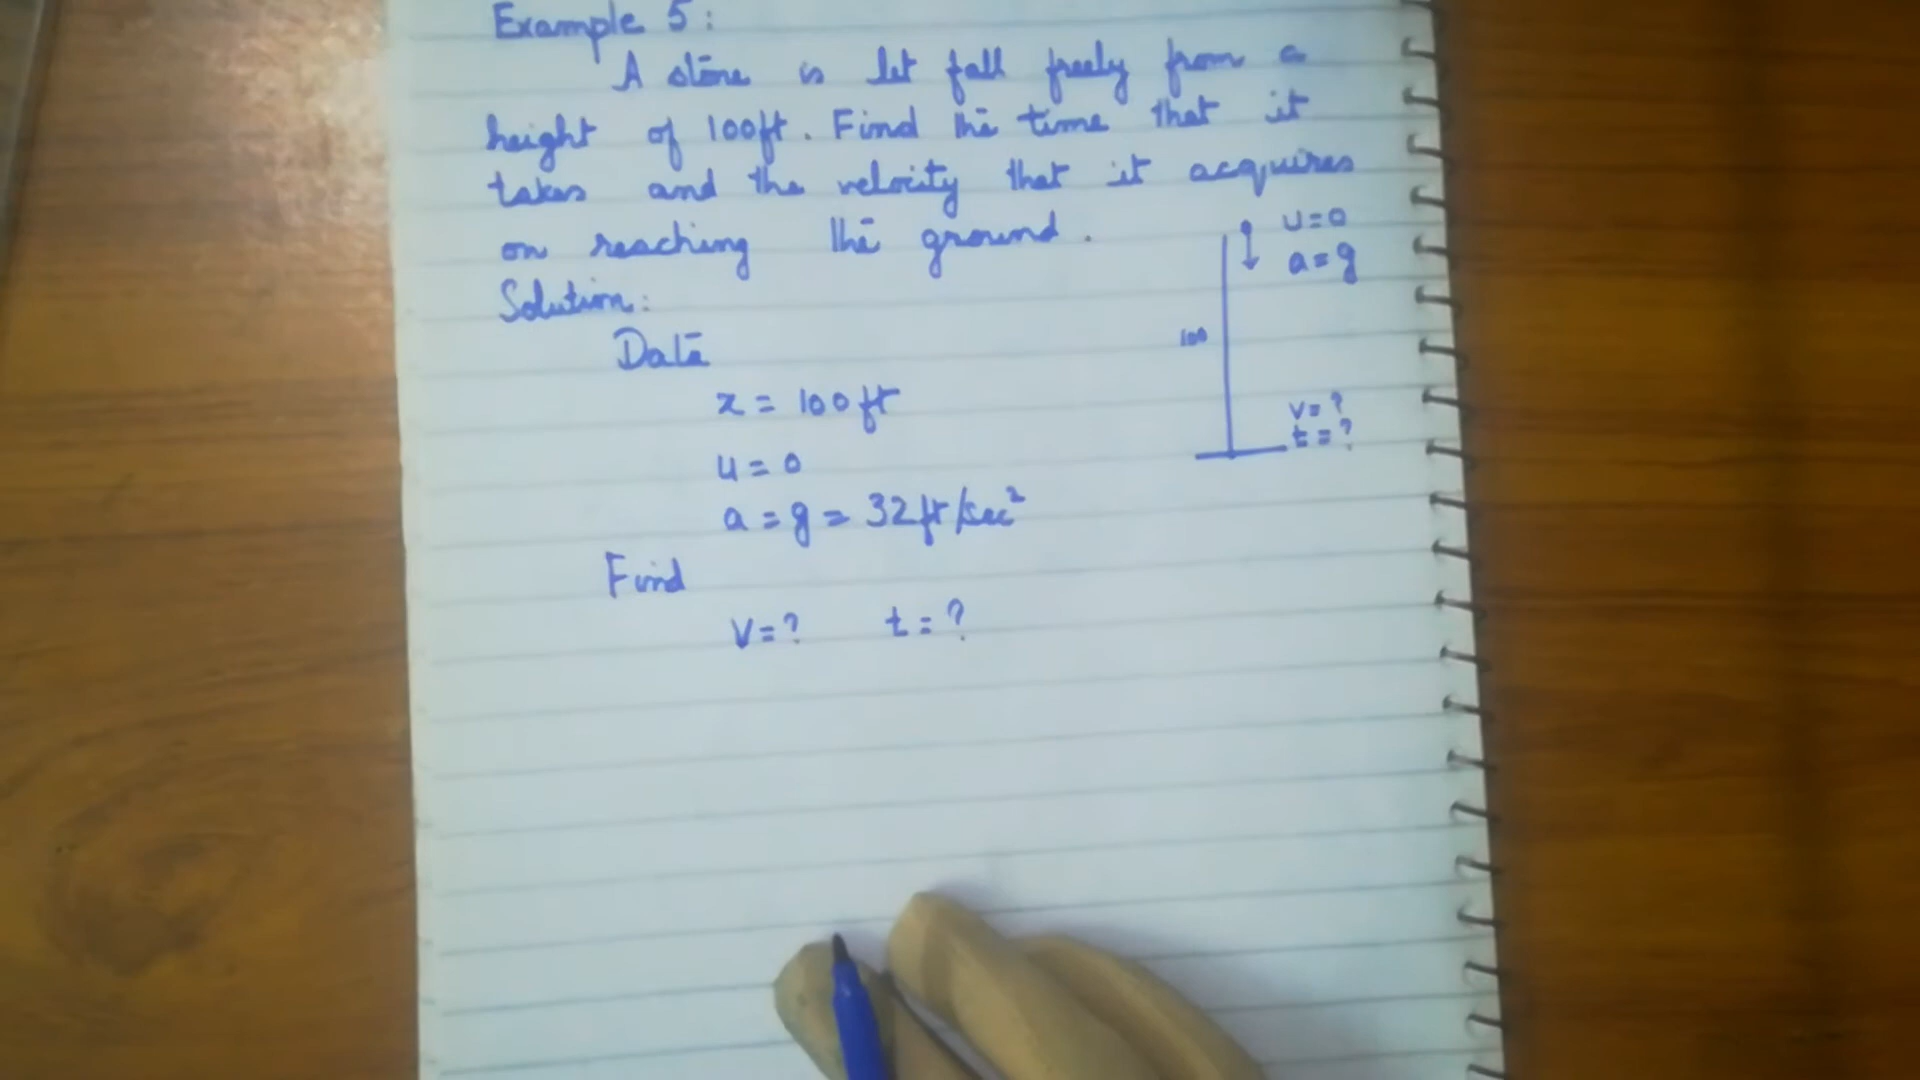 Example 5:
A stone is let fall freely from a
height of 100ft. Find the time that it
takes and the velocity that it acquires
on reaching the ground.
u=0
a=g
Solution:
Data
100
x = 100ft
v=?
t=?
u=0
a=g= 32ft/sec²
Find
V=? t=?